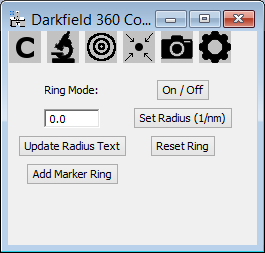 Darkfield 360 Co...
C
Ring Mode:
On / Off
0.0
Set Radius (1/nm)
Update Radius Text
Reset Ring
Add Marker Ring